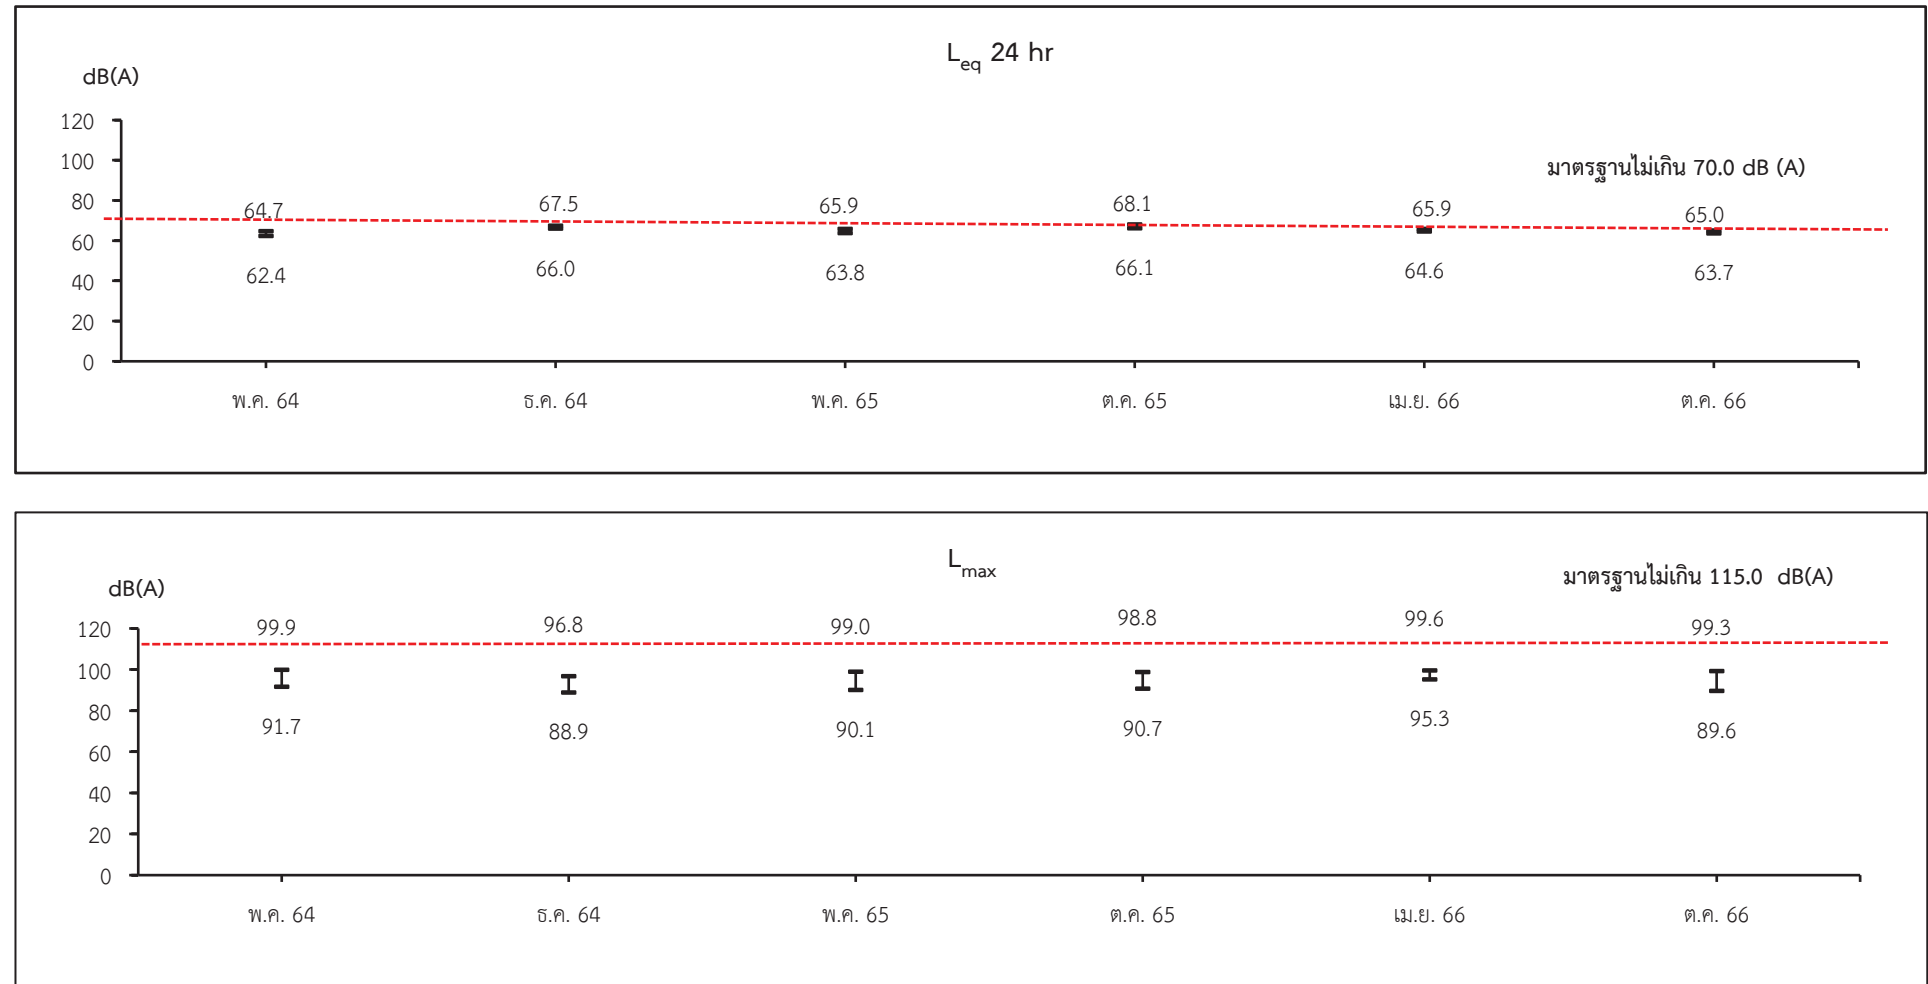 L_eq 24 hr
dB(A)
120
100
มาตรฐานไม่เกิน 70.0 dB (A)
80
64.7 67.5 65.9 68.1 65.9 65.0
60
62.4 66.0 63.8 66.1 64.6 63.7
40
20
0
พ.ค. 64 ธ.ค. 64 พ.ค. 65 ต.ค. 65 เม.ย. 66 ต.ค. 66
L_max
มาตรฐานไม่เกิน 115.0 dB(A)
dB(A)
120
99.9 96.8 99.0 98.8 99.6 99.3
100
80
91.7 88.9 90.1 90.7 95.3 89.6
60
40
20
0
พ.ค. 64 ธ.ค. 64 พ.ค. 65 ต.ค. 65 เม.ย. 66 ต.ค. 66